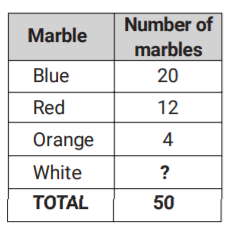 Marble Number of marbles
Blue 20
Red 12
Orange 4
White ?
TOTAL 50